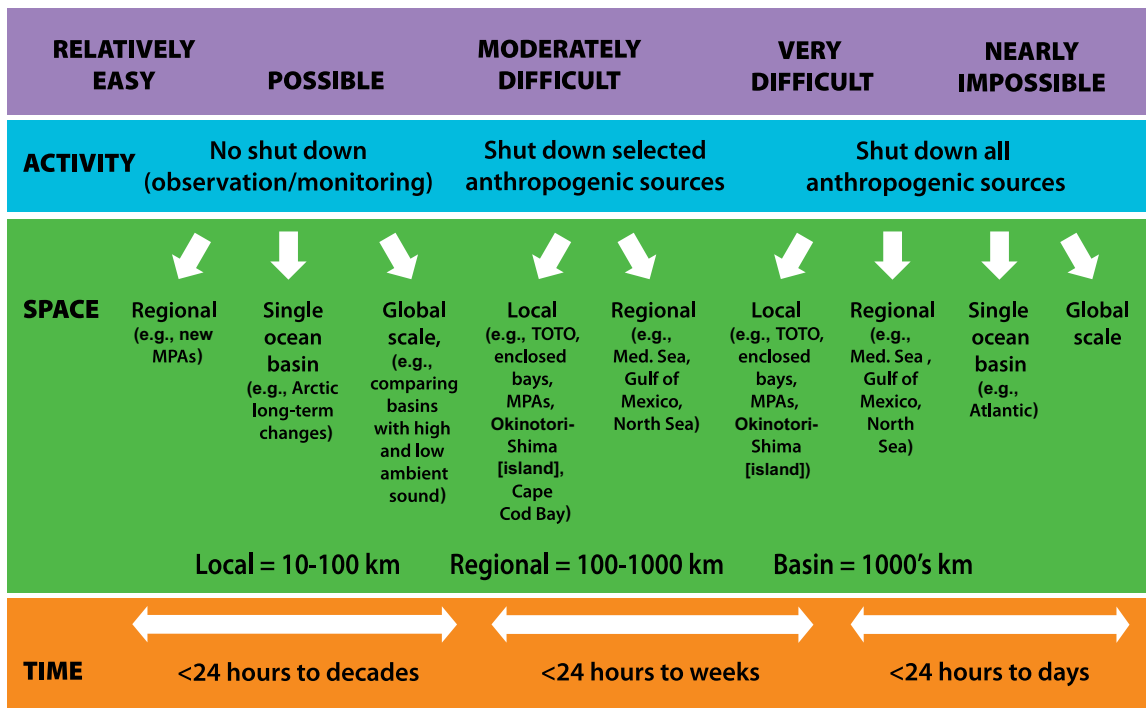 RELATIVELY
EASY
POSSIBLE
MODERATELY
DIFFICULT
VERY
DIFFICULT
NEARLY
IMPOSSIBLE
ACTIVITY
No shut down
(observation/monitoring)
Shut down selected
anthropogenic sources
Shut down all
anthropogenic sources
SPACE
Regional
(e.g., new
MPAs)
Single
ocean
basin
(e.g., Arctic
long-term
changes)
Global
scale,
(e.g.,
comparing
basins
with high
and low
ambient
sound)
Local
(e.g., TOTO,
enclosed
bays,
MPAs,
Okinotori-
Shima
[island],
Cape
Cod Bay)
Regional
(e.g.,
Med. Sea,
Gulf of
Mexico,
North Sea)
Local
(e.g., TOTO,
enclosed
bays,
MPAs,
Okinotori-
Shima
[island])
Regional
(e.g.,
Med. Sea ,
Gulf of
Mexico,
North
Sea)
Single
ocean
basin
(e.g.,
Atlantic)
Global
scale
Local = 10-100 km
Regional = 100-1000 km
Basin = 1000's km
TIME
<24 hours to decades
<24 hours to weeks
<24 hours to days